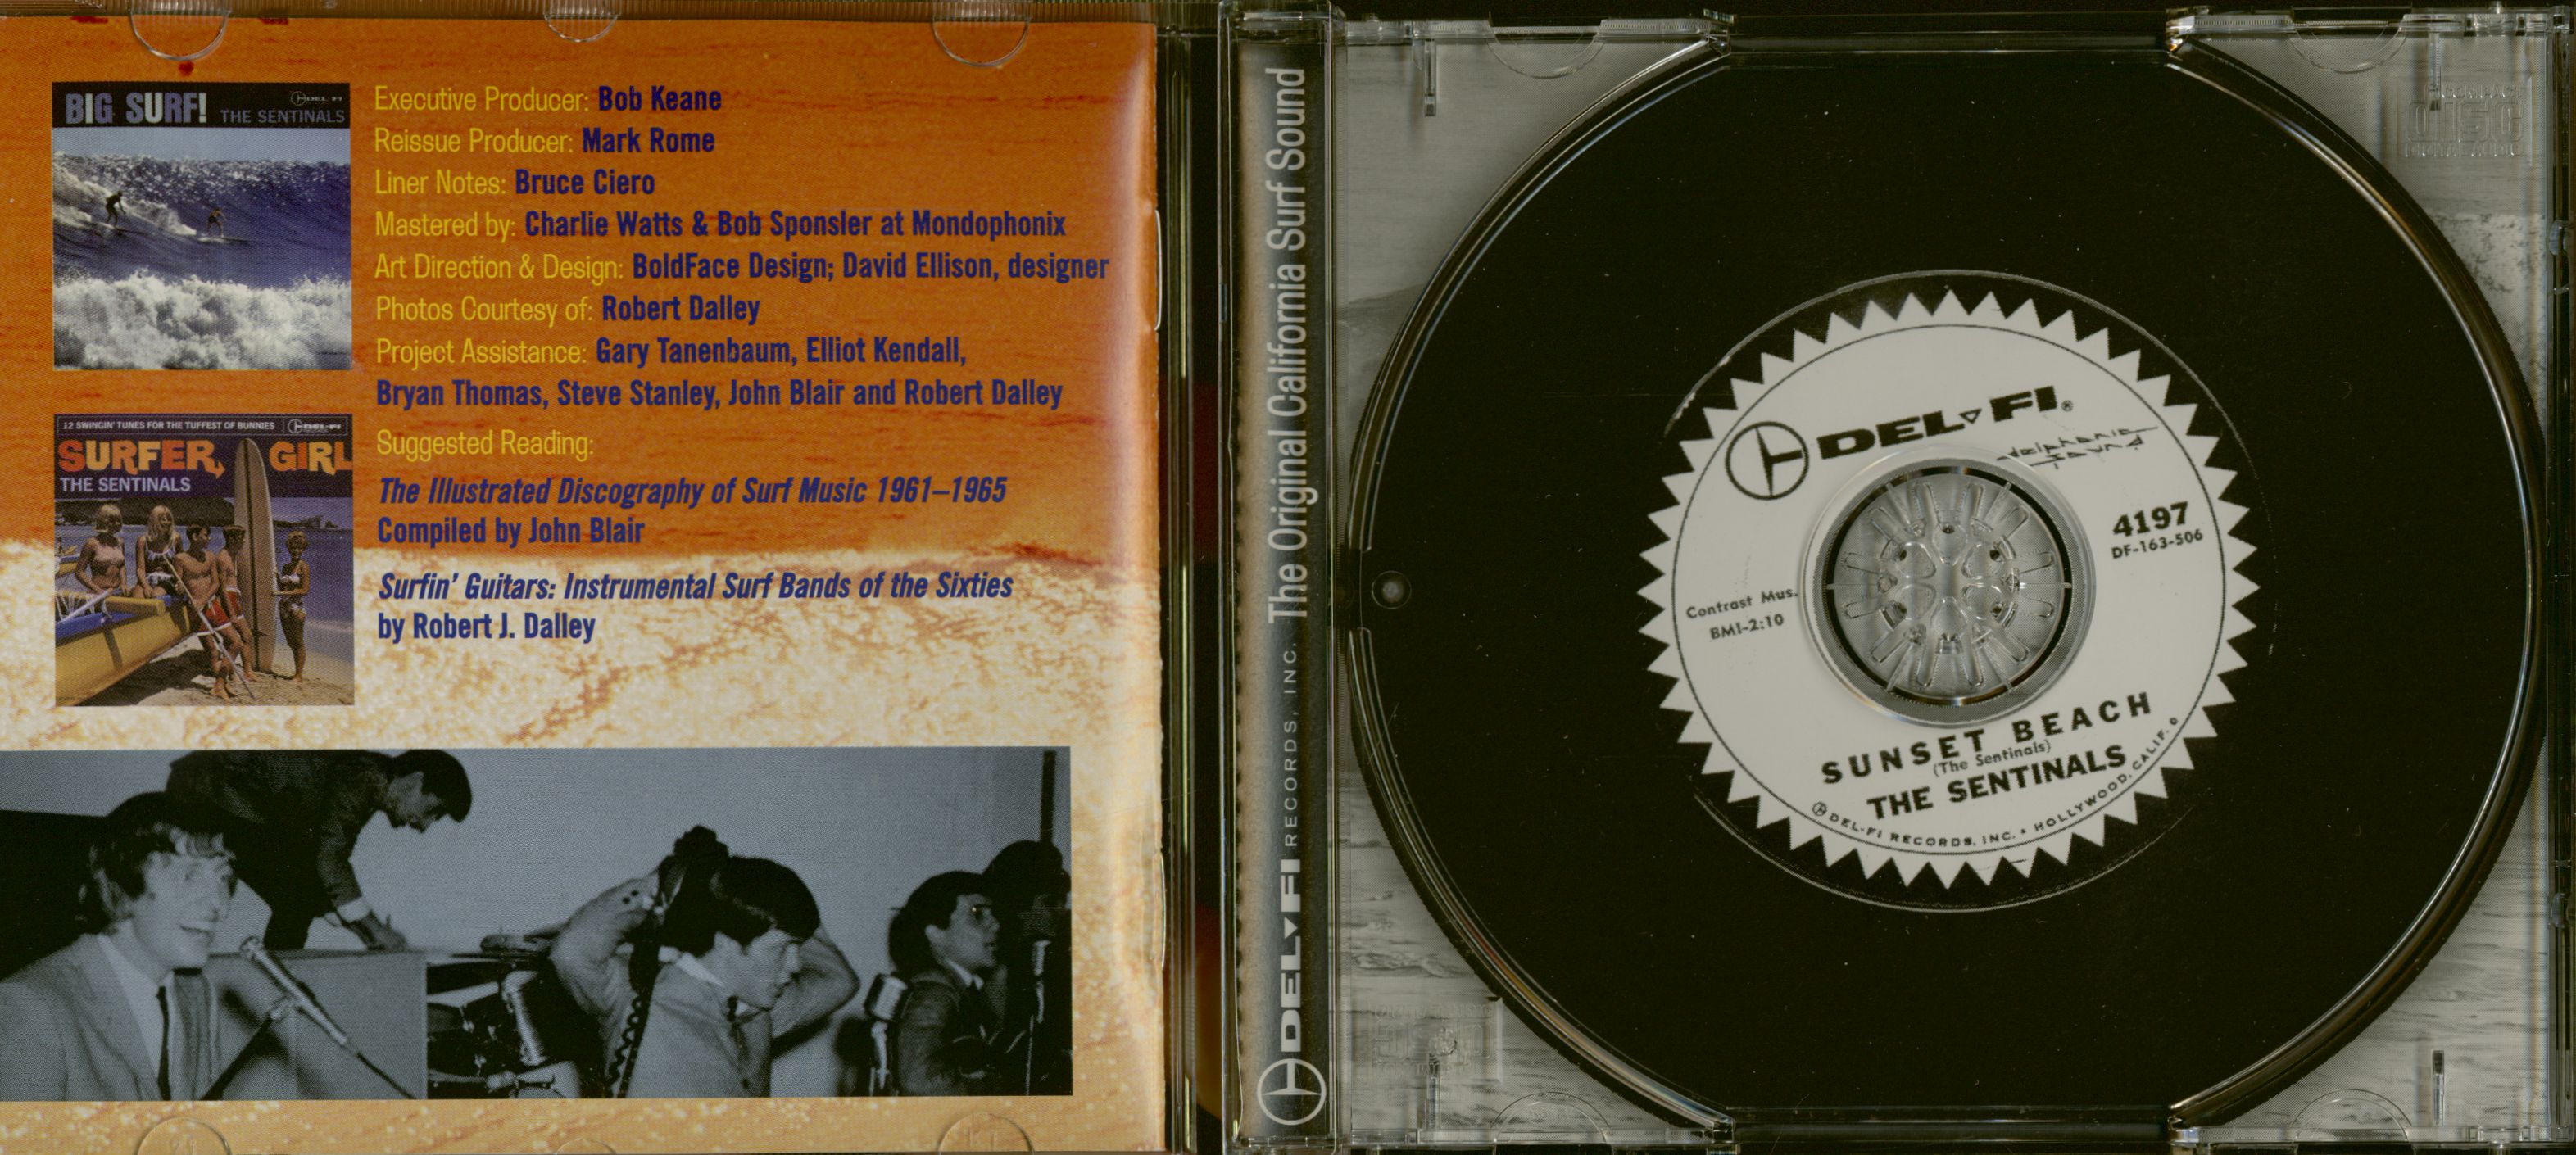 BIG SURF! THE SENTINALS
DEL-FI
Executive Producer: Bob Keane
Reissue Producer: Mark Rome
Liner Notes: Bruce Ciero
Mastered by: Charlie Watts & Bob Sponsler at Mondophonix
Art Direction & Design: BoldFace Design; David Ellison, designer
Photos Courtesy of: Robert Dalley
Project Assistance: Gary Tanenbaum, Elliot Kendall,
Bryan Thomas, Steve Stanley, John Blair and Robert Dalley
12 SWINGIN' TUNES FOR THE TUFFEST OF BUNNIES DEL-FI
SURFER GIRL
THE SENTINALS
Suggested Reading:
The Illustrated Discography of Surf Music 1961–1965
Compiled by John Blair
Surfin' Guitars: Instrumental Surf Bands of the Sixties
by Robert J. Dalley
DEL-FI RECORDS, INC. The Original California Surf Sound
COMPACT
DISC
DIGITAL AUDIO
DEL-FI®
delphonic
sound
4197
DF-163-506
Contrast Mus.
BMI-2:10
SUNSET BEACH
(The Sentinals)
THE SENTINALS
DEL-FI RECORDS, INC. • HOLLYWOOD, CALIF.